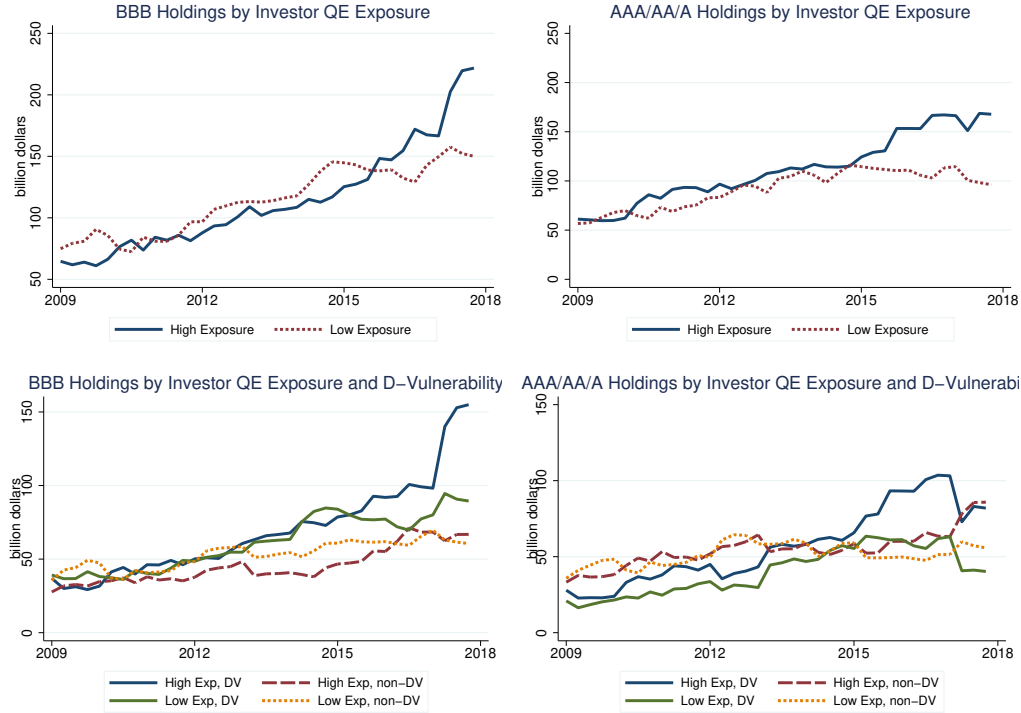 BBB Holdings by Investor QE Exposure
billion dollars
250
200
150
100
50
2009
2012
2015
2018
High Exposure
Low Exposure
AAA/AA/A Holdings by Investor QE Exposure
billion dollars
250
200
150
100
50
0
2009
2012
2015
2018
High Exposure
Low Exposure
BBB Holdings by Investor QE Exposure and D−Vulnerability
billion dollars
150
100
50
0
2009
2012
2015
2018
High Exp, DV
High Exp, non−DV
Low Exp, DV
Low Exp, non−DV
AAA/AA/A Holdings by Investor QE Exposure and D−Vulnerabi
billion dollars
150
100
50
0
2009
2012
2015
2018
High Exp, DV
High Exp, non−DV
Low Exp, DV
Low Exp, non−DV